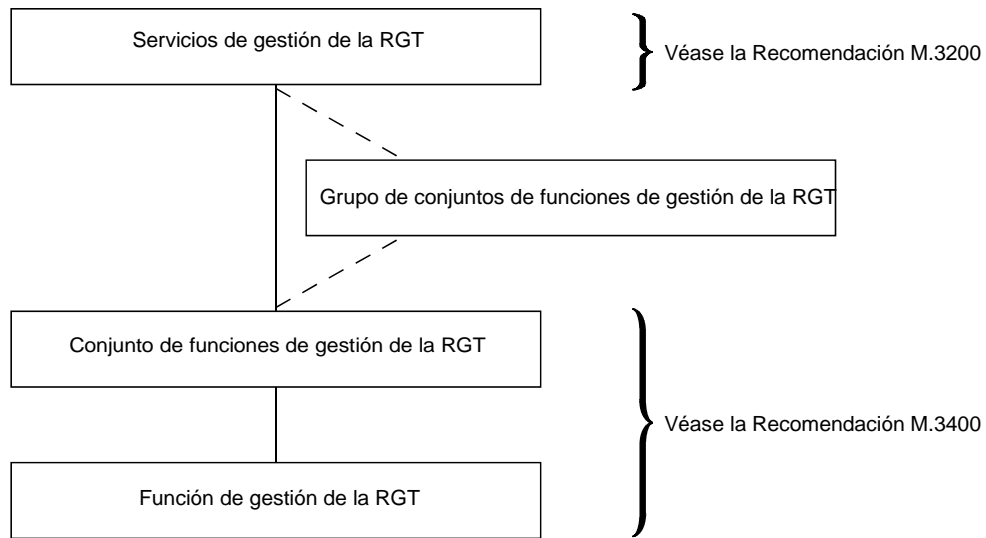 Servicios de gestión de la RGT
Véase la Recomendación M.3200
Grupo de conjuntos de funciones de gestión de la RGT
Conjunto de funciones de gestión de la RGT
Véase la Recomendación M.3400
Función de gestión de la RGT